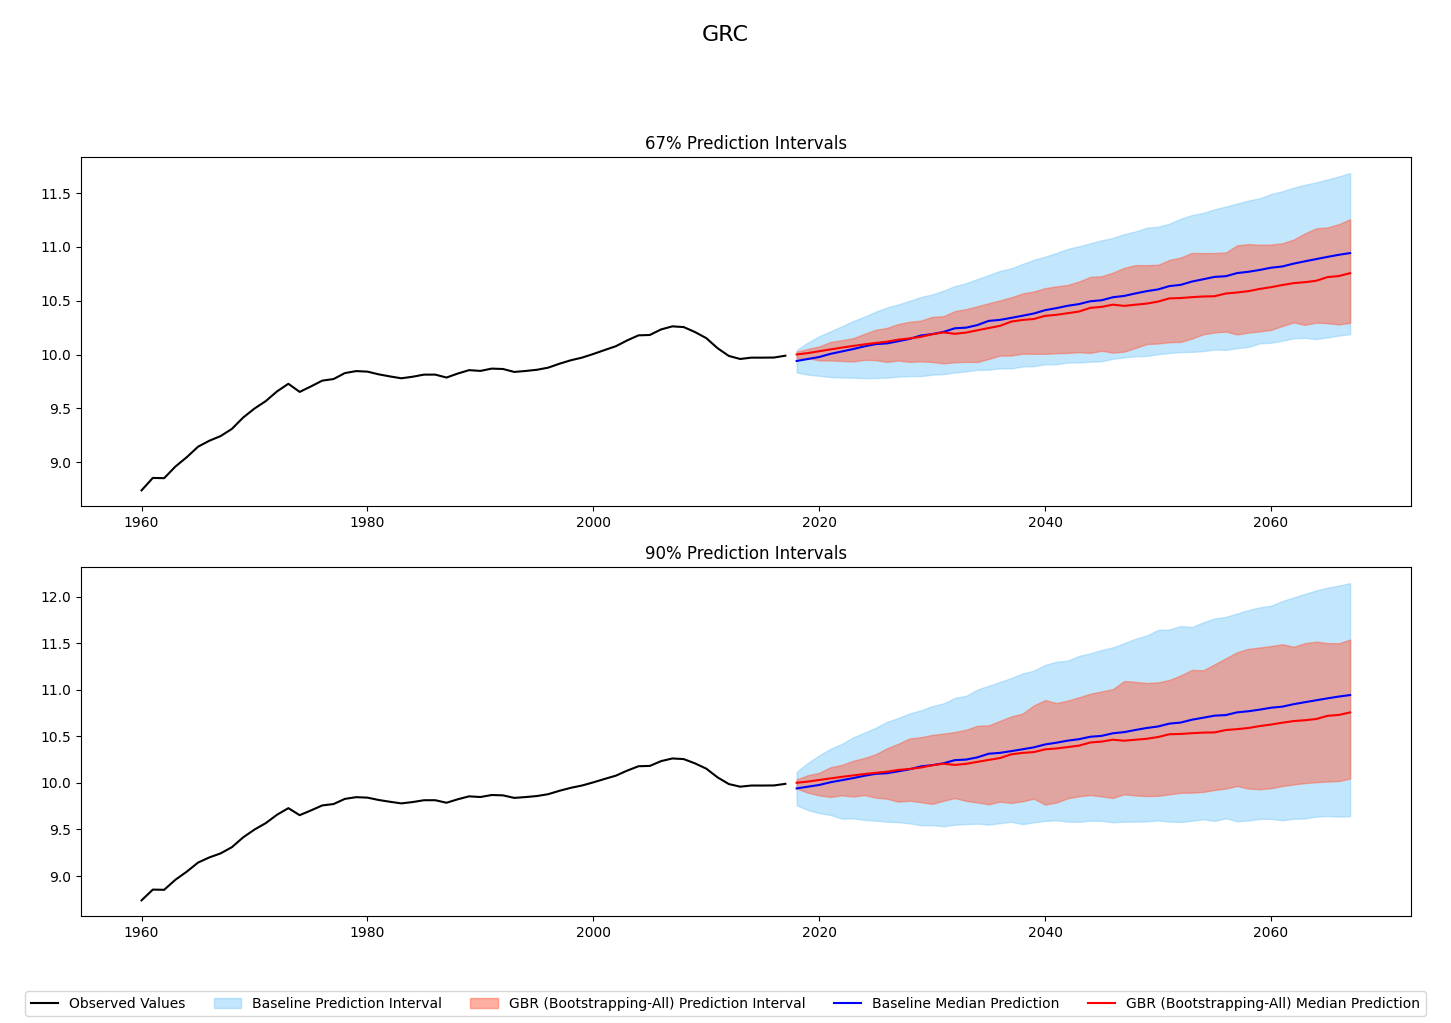 GRC
67% Prediction Intervals
11.5
11.0
10.5
10.0
9.5
9.0
1960 1980 2000 2020 2040 2060
90% Prediction Intervals
12.0
11.5
11.0
10.5
10.0
9.5
9.0
1960 1980 2000 2020 2040 2060
Observed Values Baseline Prediction Interval GBR (Bootstrapping-All) Prediction Interval Baseline Median Prediction GBR (Bootstrapping-All) Median Prediction